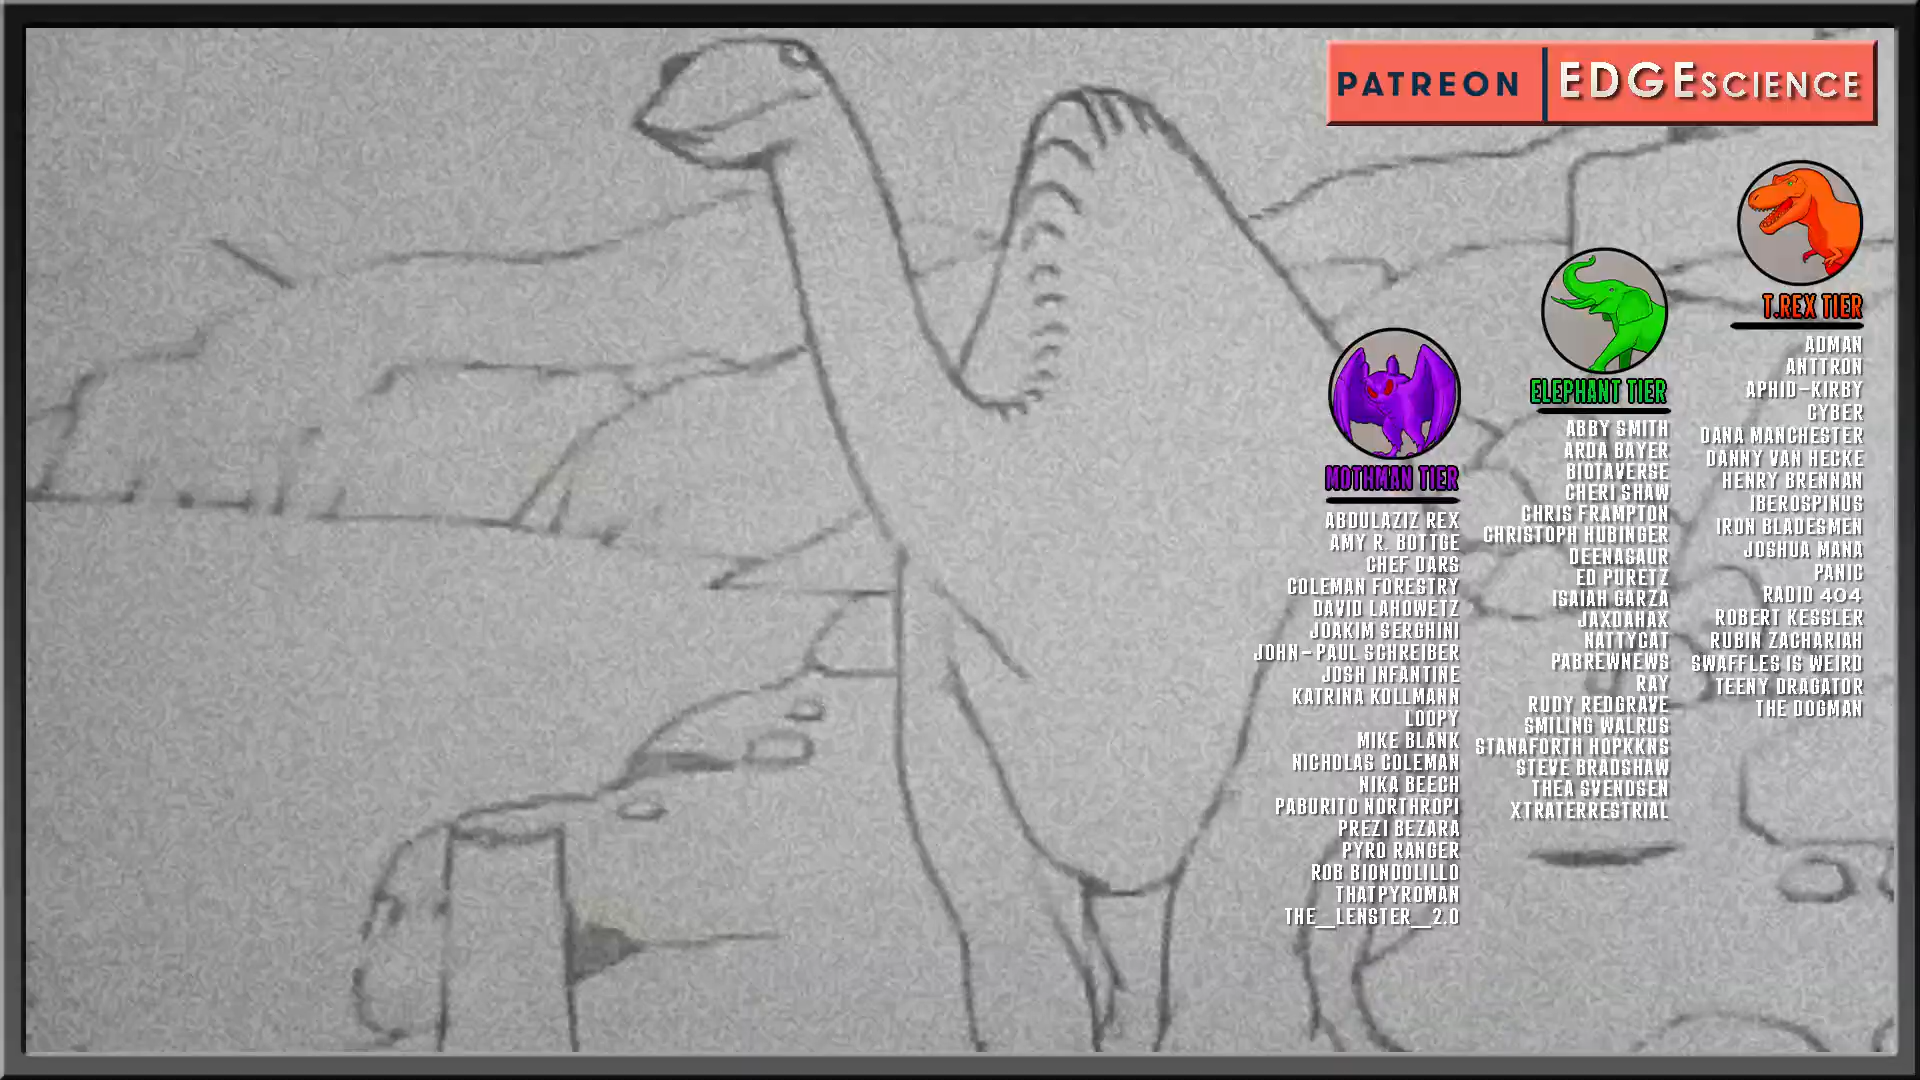 PATREON | EDGESCIENCE
MOTHMAN TIER
ABDULAZIZ REX
AMY R. BOTTGE
CHEF DARS
COLEMAN FORESTRY
DAVID LAHOWETZ
JOAKIM SERGHINI
JOHN-PAUL SCHREIBER
JOSH INFANTINE
KATRINA KOLLMANN
LOOPY
MIKE BLANK
NICHOLAS COLEMAN
NIKA BEECH
PABURITO NORTHROPI
PREZI BEZARA
PYRO RANGER
ROB BIONDOLILLO
THATPYROMAN
THE__LENSTER__2.0
ELEPHANT TIER
ABBY SMITH
ARDA BAYER
BIOTAVERSE
CHERI SHAW
CHRIS FRAMPTON
CHRISTOPH HUBINGER
DEENASAUR
ED PURETZ
ISAIAH GARZA
JAXDAHAX
NATTYCAT
PABREWNEWS
RAY
RUDY REDGRAVE
SMILING WALRUS
STANAFORTH HOPKKNS
STEVE BRADSHAW
THEA SVENDSEN
XTRATERRESTRIAL
T.REX TIER
ADMAN
ANTTRON
APHID-KIRBY
CYBER
DANA MANCHESTER
DANNY VAN HECKE
HENRY BRENNAN
IBEROSPINUS
IRON BLADESMEN
JOSHUA MANA
PANIC
RADIO 404
ROBERT KESSLER
RUBIN ZACHARIAH
SWAFFLES IS WEIRD
TEENY DRAGATOR
THE DOGMAN